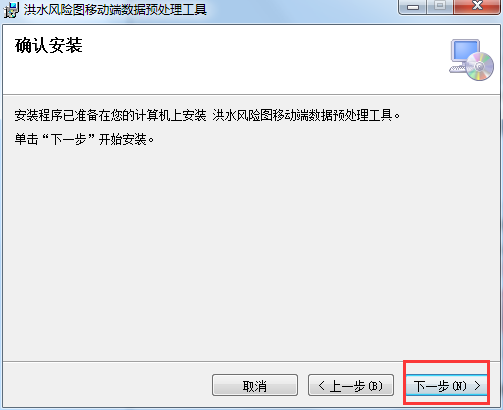 洪水风险图移动端数据预处理工具
确认安装
安装程序已准备在您的计算机上安装 洪水风险图移动端数据预处理工具。
单击“下一步”开始安装。
取消
< 上一步(B)
下一步(N) >